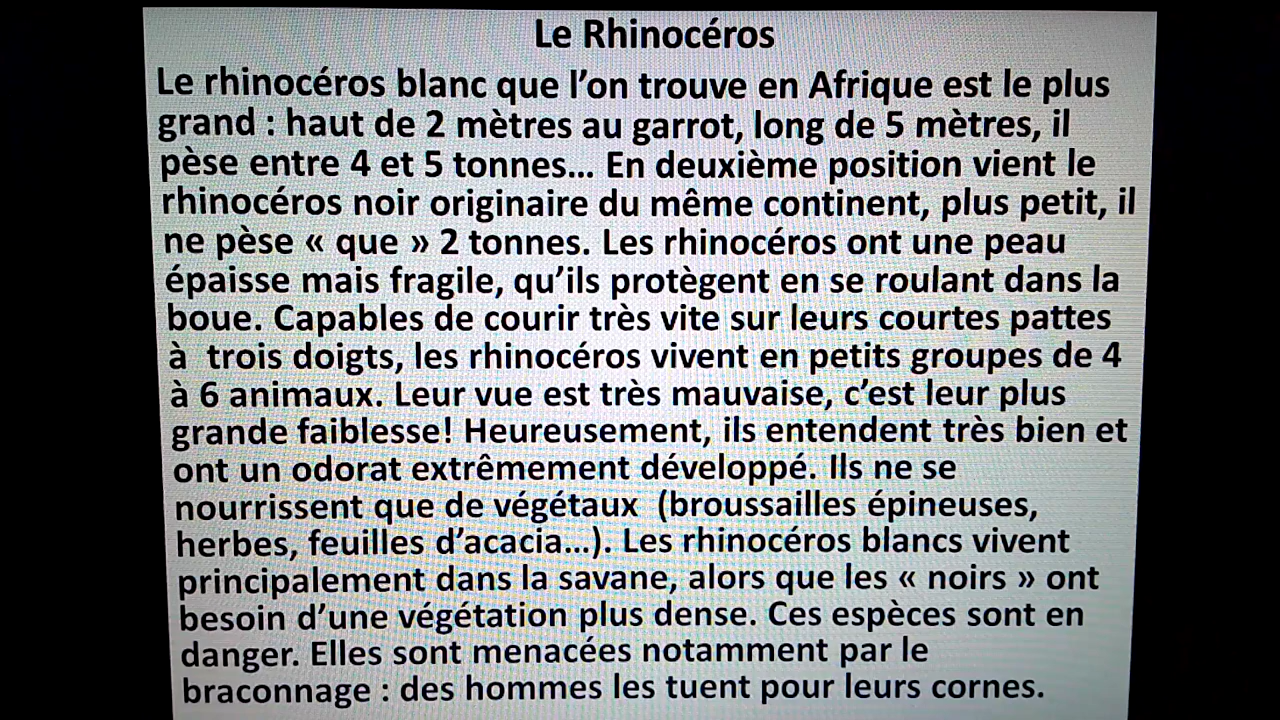 Le Rhinocéros
Le rhinocéros blanc que l’on trouve en Afrique est le plus
grand : haut de 2 mètres au garrot, long de 5 mètres, il
pèse entre 4 et 5 tonnes... En deuxième position vient le
rhinocéros noir originaire du même continent, plus petit, il
ne pèse « que » 2 tonnes. Les rhinocéros ont une peau
épaisse mais fragile, qu’ils protègent en se roulant dans la
boue. Capables de courir très vite sur leurs courtes pattes
à  trois doigts, les rhinocéros vivent en petits groupes de 4
à 6 animaux. Leur vue est très mauvaise, c’est leur plus
grande faiblesse! Heureusement, ils entendent très bien et
ont un odorat extrêmement développé. Ils ne se
nourrissent que de végétaux  (broussailles épineuses,
herbes, feuilles d’acacia...). Les rhinocéros blancs vivent
principalement dans la savane, alors que les « noirs » ont
besoin d’une végétation plus dense. Ces espèces sont en
danger. Elles sont menacées notamment par le
braconnage : des hommes les tuent pour leurs cornes.